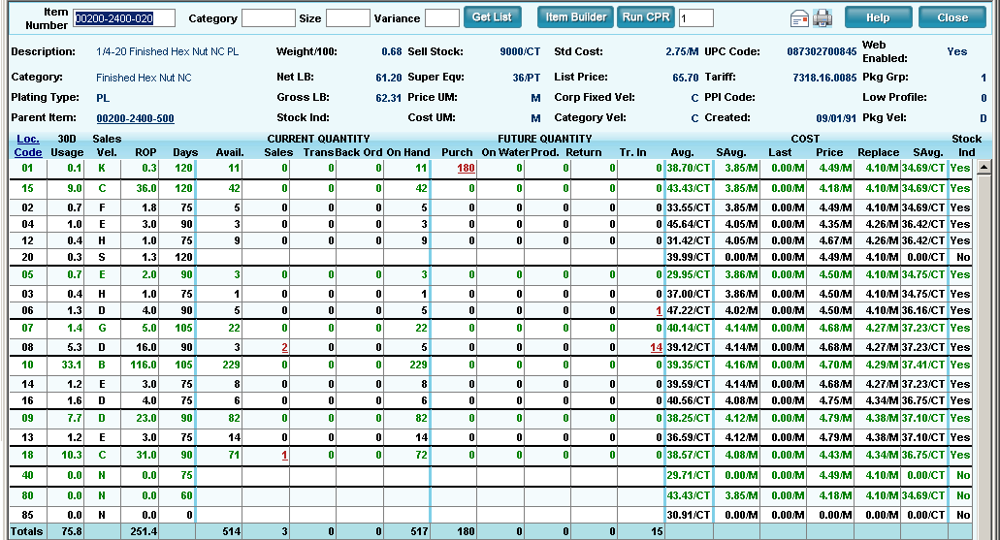 Item Number 00200-2400-020 Category Size Variance Get List Item Builder Run CPR 1 Help Close
Description: 1/4-20 Finished Hex Nut NC PL Weight/100: 0.68 Sell Stock: 9000/CT Std Cost: 2.75/M UPC Code: 087302700845 Web Enabled: Yes
Category: Finished Hex Nut NC Net LB: 61.20 Super Eqv: 36/PT List Price: 65.70 Tariff: 7318.16.0085 Pkg Grp: 1
Plating Type: PL Gross LB: 62.31 Price UM: M Corp Fixed Vel: C PPI Code: Low Profile: 0
Parent Item: 00200-2400-500 Stock Ind: Cost UM: M Category Vel: C Created: 09/01/91 Pkg Vel: D
Loc. 30D Sales CURRENT QUANTITY FUTURE QUANTITY COST Stock
Code Usage Vel. ROP Days Avail. Sales Trans Back Ord On Hand Purch On Water Prod. Return Tr. In Avg. SAvg. Last Price Replace SAvg. Ind
01 0.1 K 0.3 120 11 0 0 0 11 180 0 0 0 0 38.70/CT 3.85/M 0.00/M 4.49/M 4.10/M 34.69/CT Yes
15 9.0 C 36.0 120 42 0 0 0 42 0 0 0 0 0 43.43/CT 3.85/M 0.00/M 4.18/M 4.10/M 34.69/CT Yes
02 0.7 F 1.8 75 5 0 0 0 5 0 0 0 0 0 33.55/CT 3.85/M 0.00/M 4.49/M 4.10/M 34.69/CT Yes
04 1.0 E 3.0 90 3 0 0 0 3 0 0 0 0 0 45.64/CT 4.05/M 0.00/M 4.35/M 4.26/M 36.42/CT Yes
12 0.4 H 1.0 75 9 0 0 0 9 0 0 0 0 0 31.42/CT 4.05/M 0.00/M 4.67/M 4.26/M 36.42/CT Yes
20 0.3 S 1.3 120 39.99/CT 0.00/M 0.00/M 4.49/M 4.10/M 0.00/CT No
05 0.7 E 2.0 90 3 0 0 0 3 0 0 0 0 0 29.95/CT 3.86/M 0.00/M 4.50/M 4.10/M 34.75/CT Yes
03 0.4 H 1.0 75 1 0 0 0 1 0 0 0 0 0 37.00/CT 3.86/M 0.00/M 4.50/M 4.10/M 34.75/CT Yes
06 1.3 D 4.0 90 5 0 0 0 5 0 0 0 0 1 47.22/CT 4.02/M 0.00/M 4.50/M 4.10/M 36.16/CT Yes
07 1.4 G 5.0 105 22 0 0 0 22 0 0 0 0 0 40.14/CT 4.14/M 0.00/M 4.68/M 4.27/M 37.23/CT Yes
08 5.3 D 16.0 90 3 2 0 0 5 0 0 0 0 14 39.12/CT 4.14/M 0.00/M 4.68/M 4.27/M 37.23/CT Yes
10 33.1 B 116.0 105 229 0 0 0 229 0 0 0 0 0 39.35/CT 4.16/M 0.00/M 4.70/M 4.29/M 37.41/CT Yes
14 1.2 E 3.0 75 8 0 0 0 8 0 0 0 0 0 39.59/CT 4.14/M 0.00/M 4.68/M 4.27/M 37.23/CT Yes
16 1.6 D 4.0 75 6 0 0 0 6 0 0 0 0 0 40.56/CT 4.08/M 0.00/M 4.75/M 4.34/M 36.75/CT Yes
09 7.7 D 23.0 90 82 0 0 0 82 0 0 0 0 0 38.25/CT 4.12/M 0.00/M 4.79/M 4.38/M 37.10/CT Yes
13 1.2 E 3.0 75 14 0 0 0 14 0 0 0 0 0 36.59/CT 4.12/M 0.00/M 4.79/M 4.38/M 37.10/CT Yes
18 10.3 C 31.0 90 71 1 0 0 72 0 0 0 0 0 38.57/CT 4.08/M 0.00/M 4.43/M 4.34/M 36.75/CT Yes
40 0.0 N 0.0 75 29.71/CT 0.00/M 0.00/M 4.49/M 4.10/M 0.00/CT No
80 0.0 N 0.0 60 43.43/CT 3.85/M 0.00/M 4.18/M 4.10/M 34.69/CT No
85 0.0 N 0.0 0 30.91/CT 0.00/M 0.00/M 0.00/M 0.00/M 0.00/CT No
Totals 75.8 251.4 514 3 0 0 517 180 0 0 0 15